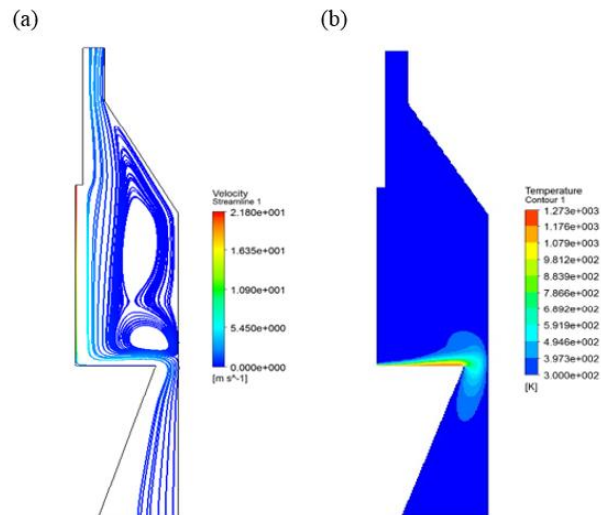 (a)
(b)
Velocity
Streamline 1
2.180e+001
1.635e+001
1.090e+001
5.450e+000
0.000e+000
[m s^-1]
Temperature
Contour 1
1.273e+003
1.176e+003
1.079e+003
9.812e+002
8.839e+002
7.866e+002
6.892e+002
5.919e+002
4.946e+002
3.973e+002
3.000e+002
[K]